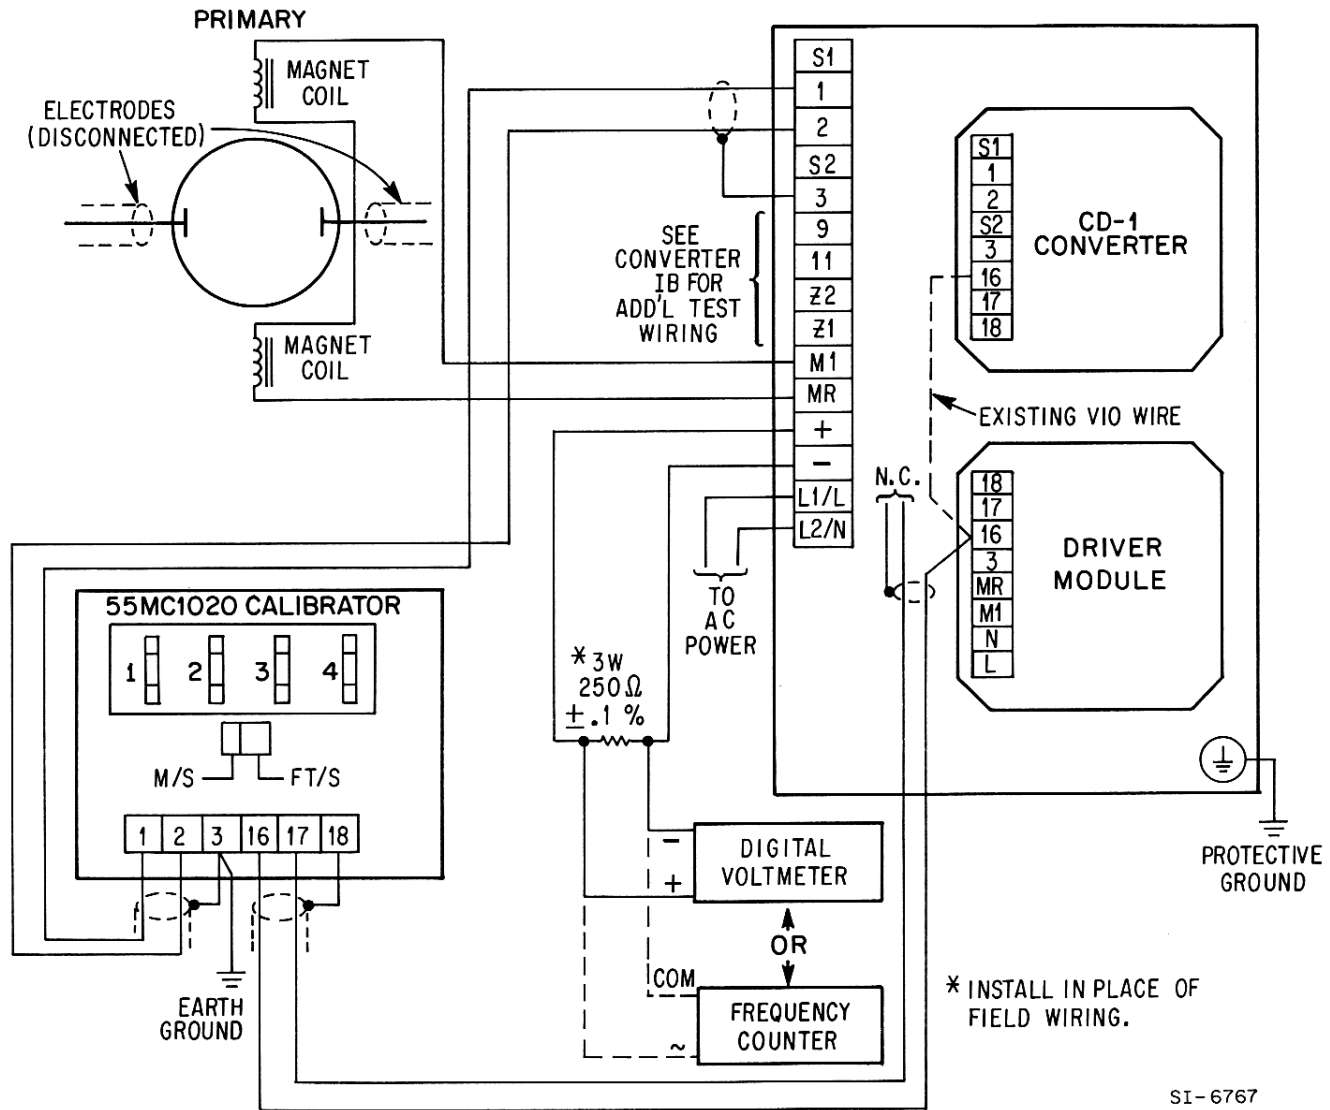 PRIMARY
MAGNET
COIL
ELECTRODES
(DISCONNECTED)
MAGNET
COIL
S1
1
2
S2
3
9
11
Z2
Z1
M1
MR
+
−
L1/L
L2/N
SEE
CONVERTER
IB FOR
ADD'L TEST
WIRING
S1
1
2
S2
3
16
17
18
CD-1
CONVERTER
EXISTING VIO WIRE
N.C.
18
17
16
3
MR
M1
N
L
DRIVER
MODULE
TO
AC
POWER
55MC1020 CALIBRATOR
1 2 3 4
M/S FT/S
1 2 3 16 17 18
* 3W
250Ω
±.1 %
EARTH
GROUND
−
+
DIGITAL
VOLTMETER
OR
COM
~
FREQUENCY
COUNTER
PROTECTIVE
GROUND
* INSTALL IN PLACE OF
FIELD WIRING.
SI-6767